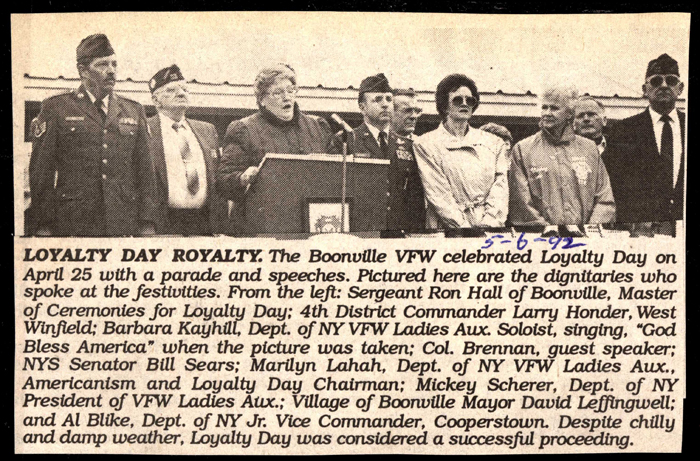 5-6-92
LOYALTY DAY ROYALTY. The Boonville VFW celebrated Loyalty Day on
April 25 with a parade and speeches. Pictured here are the dignitaries who
spoke at the festivities. From the left: Sergeant Ron Hall of Boonville, Master
of Ceremonies for Loyalty Day; 4th District Commander Larry Honder, West
Winfield; Barbara Kayhill, Dept. of NY VFW Ladies Aux. Soloist, singing, "God
Bless America" when the picture was taken; Col. Brennan, guest speaker;
NYS Senator Bill Sears; Marilyn Lahah, Dept. of NY VFW Ladies Aux.,
Americanism and Loyalty Day Chairman; Mickey Scherer, Dept. of NY
President of VFW Ladies Aux.; Village of Boonville Mayor David Leffingwell;
and Al Blike, Dept. of NY Jr. Vice Commander, Cooperstown. Despite chilly
and damp weather, Loyalty Day was considered a successful proceeding.